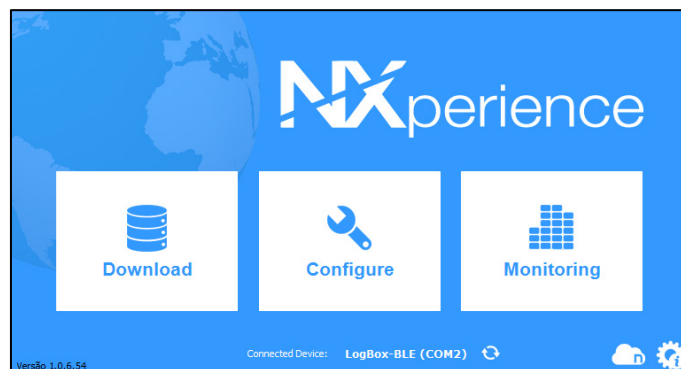 NXperience
Download
Configure
Monitoring
Connected Device: LogBox-BLE (COM2)
n
i
Versão 1.0.6.54